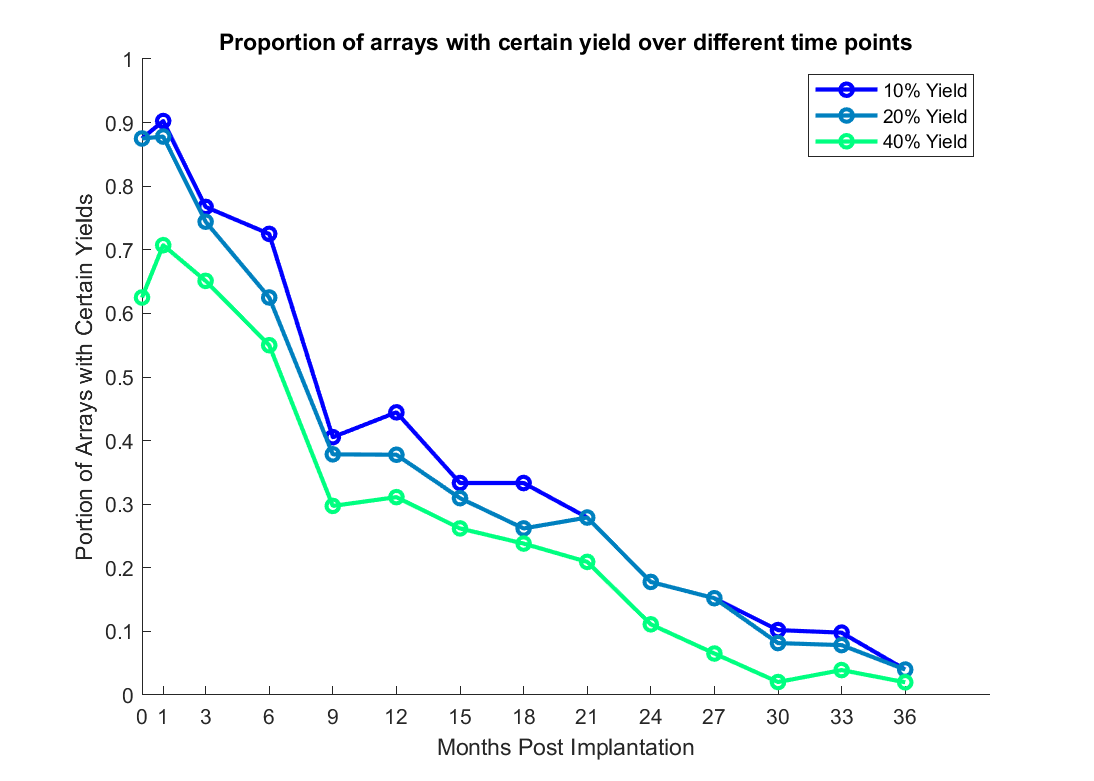 Proportion of arrays with certain yield over different time points
10% Yield
20% Yield
40% Yield
Portion of Arrays with Certain Yields
1
0.9
0.8
0.7
0.6
0.5
0.4
0.3
0.2
0.1
0
0 1 3 6 9 12 15 18 21 24 27 30 33 36
Months Post Implantation